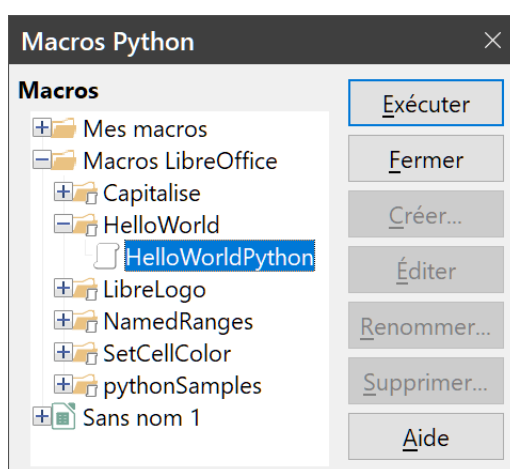 Macros Python
Macros
Mes macros
Macros LibreOffice
Capitalise
HelloWorld
HelloWorldPython
LibreLogo
NamedRanges
SetCellColor
pythonSamples
Sans nom 1
Exécuter
Fermer
Créer...
Éditer
Renommer...
Supprimer...
Aide